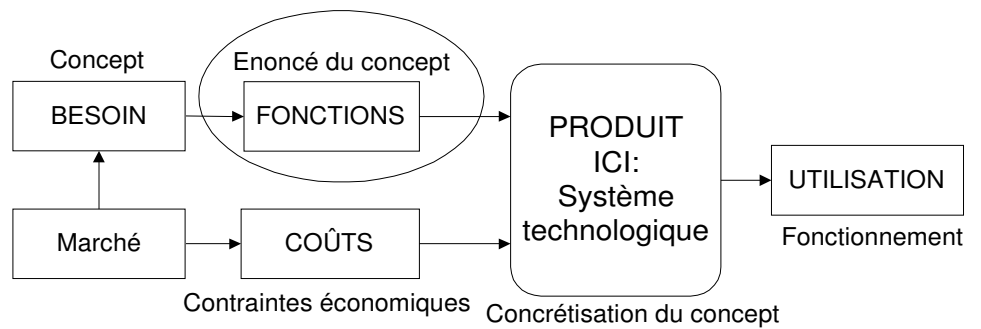 Concept
BESOIN
Enoncé du concept
FONCTIONS
Marché
COÛTS
Contraintes économiques
PRODUIT
ICI:
Système
technologique
Concrétisation du concept
UTILISATION
Fonctionnement